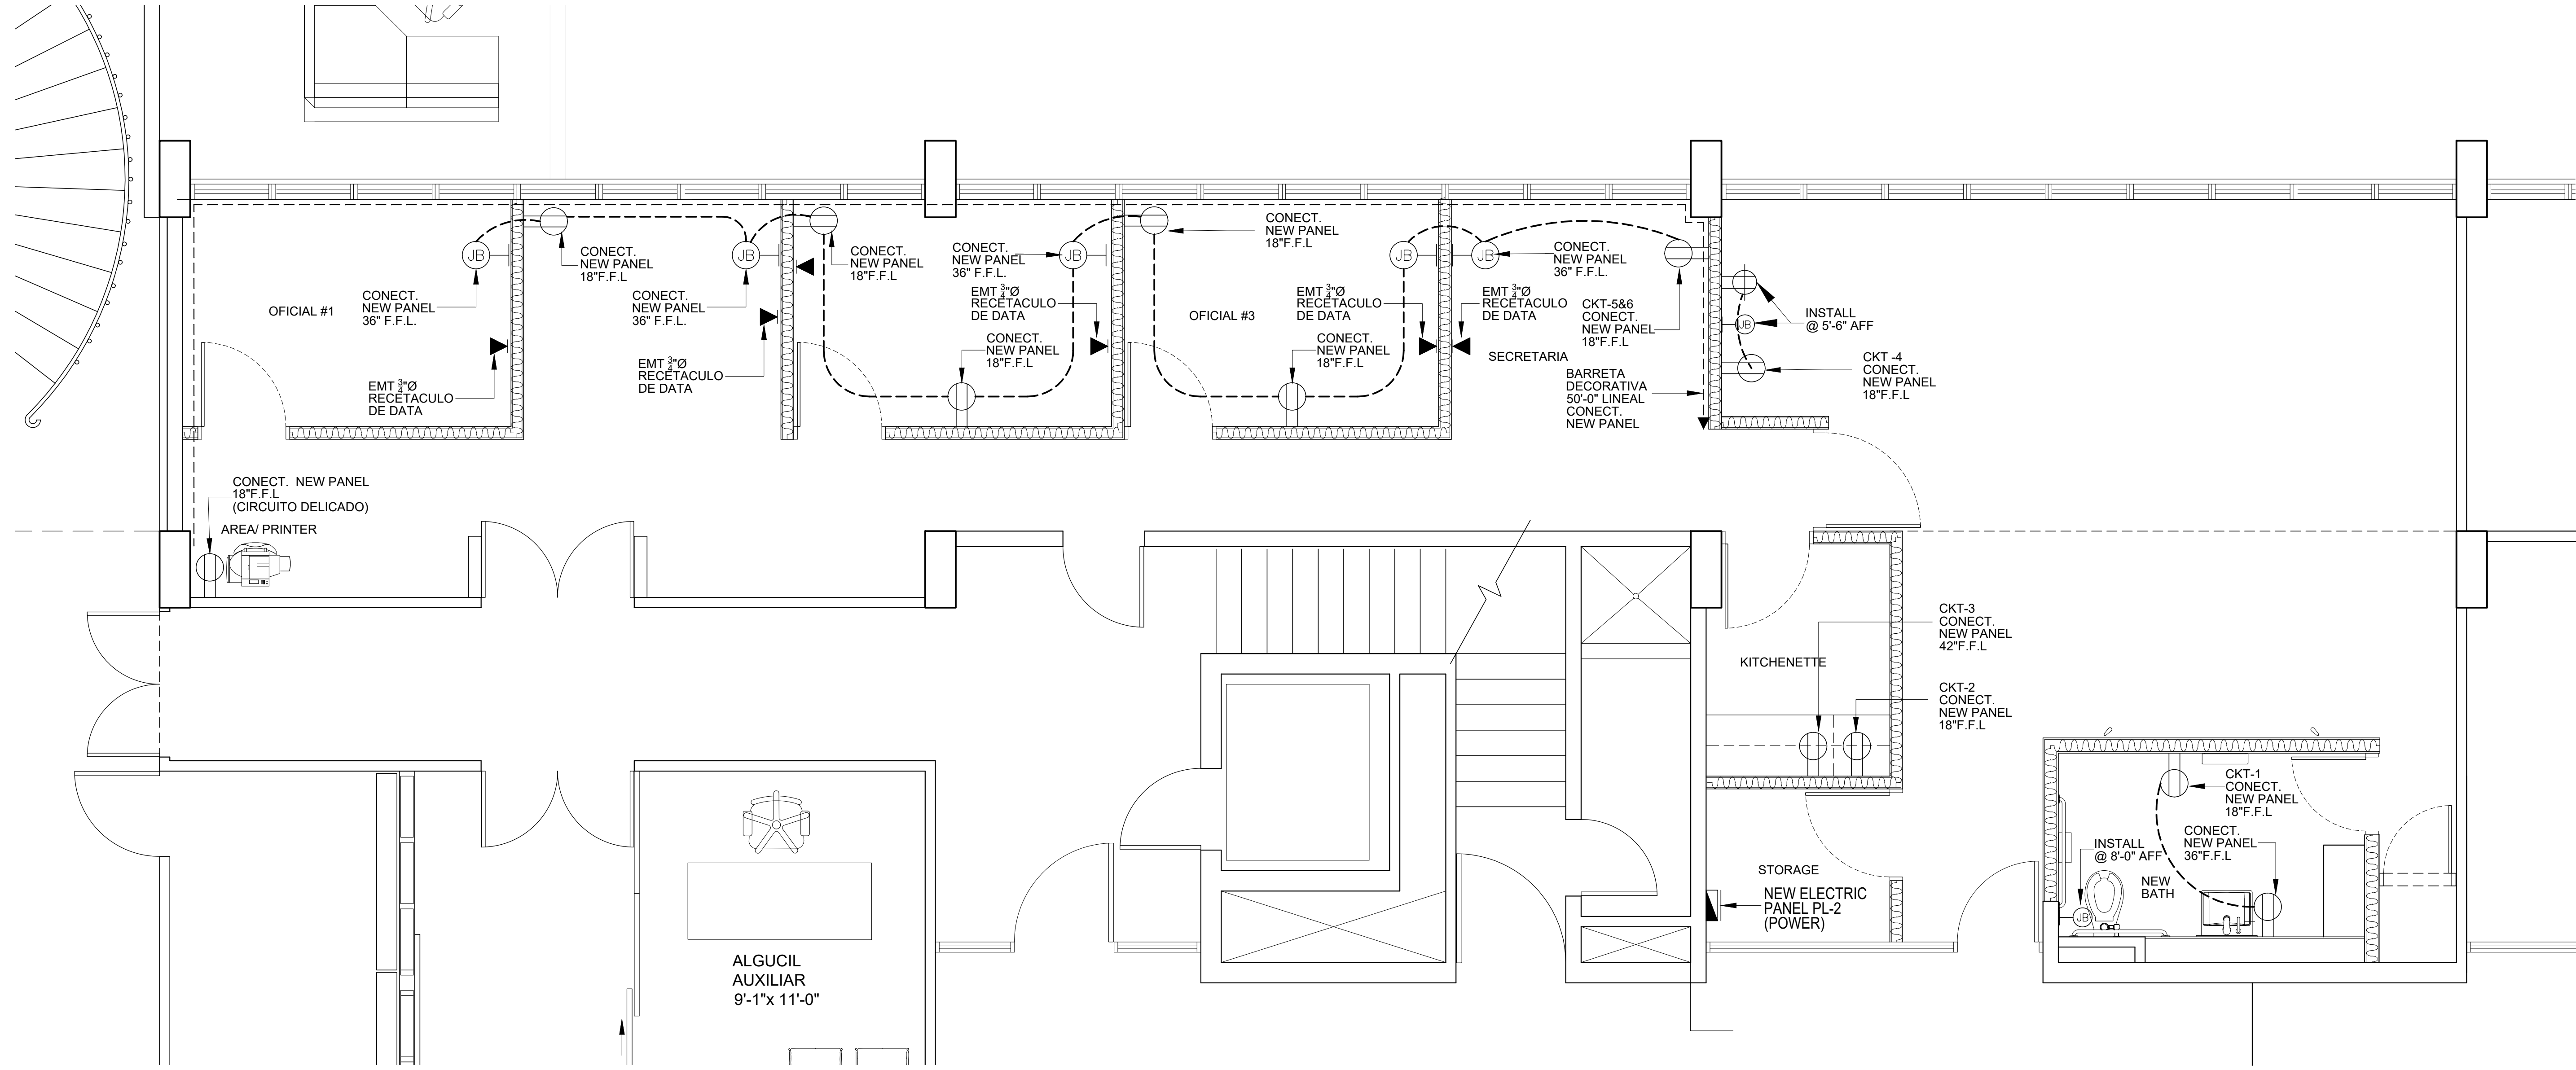 OFICIAL #1
CONECT.
NEW PANEL
36" F.F.L.
JB
CONECT.
NEW PANEL
18"F.F.L
EMT 3/4"Ø
RECETACULO
DE DATA
CONECT.
NEW PANEL
36" F.F.L.
JB
EMT 3/4"Ø
RECETACULO
DE DATA
CONECT.
NEW PANEL
18"F.F.L
CONECT.
NEW PANEL
36" F.F.L.
JB
EMT 3/4"Ø
RECETACULO
DE DATA
CONECT.
NEW PANEL
18"F.F.L
CONECT.
NEW PANEL
18"F.F.L
OFICIAL #3
EMT 3/4"Ø
RECETACULO
DE DATA
CONECT.
NEW PANEL
18"F.F.L
JB
JB
CONECT.
NEW PANEL
36" F.F.L.
EMT 3/4"Ø
RECETACULO
DE DATA
SECRETARIA
CKT-5&6
CONECT.
NEW PANEL
18"F.F.L
BARRETA
DECORATIVA
50'-0" LINEAL
CONECT.
NEW PANEL
JB
INSTALL
@ 5'-6" AFF
CKT -4
CONECT.
NEW PANEL
18"F.F.L
CONECT. NEW PANEL
18"F.F.L
(CIRCUITO DELICADO)
AREA/ PRINTER
KITCHENETTE
CKT-3
CONECT.
NEW PANEL
42"F.F.L
CKT-2
CONECT.
NEW PANEL
18"F.F.L
CKT-1
CONECT.
NEW PANEL
18"F.F.L
CONECT.
NEW PANEL
36"F.F.L
INSTALL
@ 8'-0" AFF
JB
NEW
BATH
STORAGE
NEW ELECTRIC
PANEL PL-2
(POWER)
ALGUCIL
AUXILIAR
9'-1"x 11'-0"